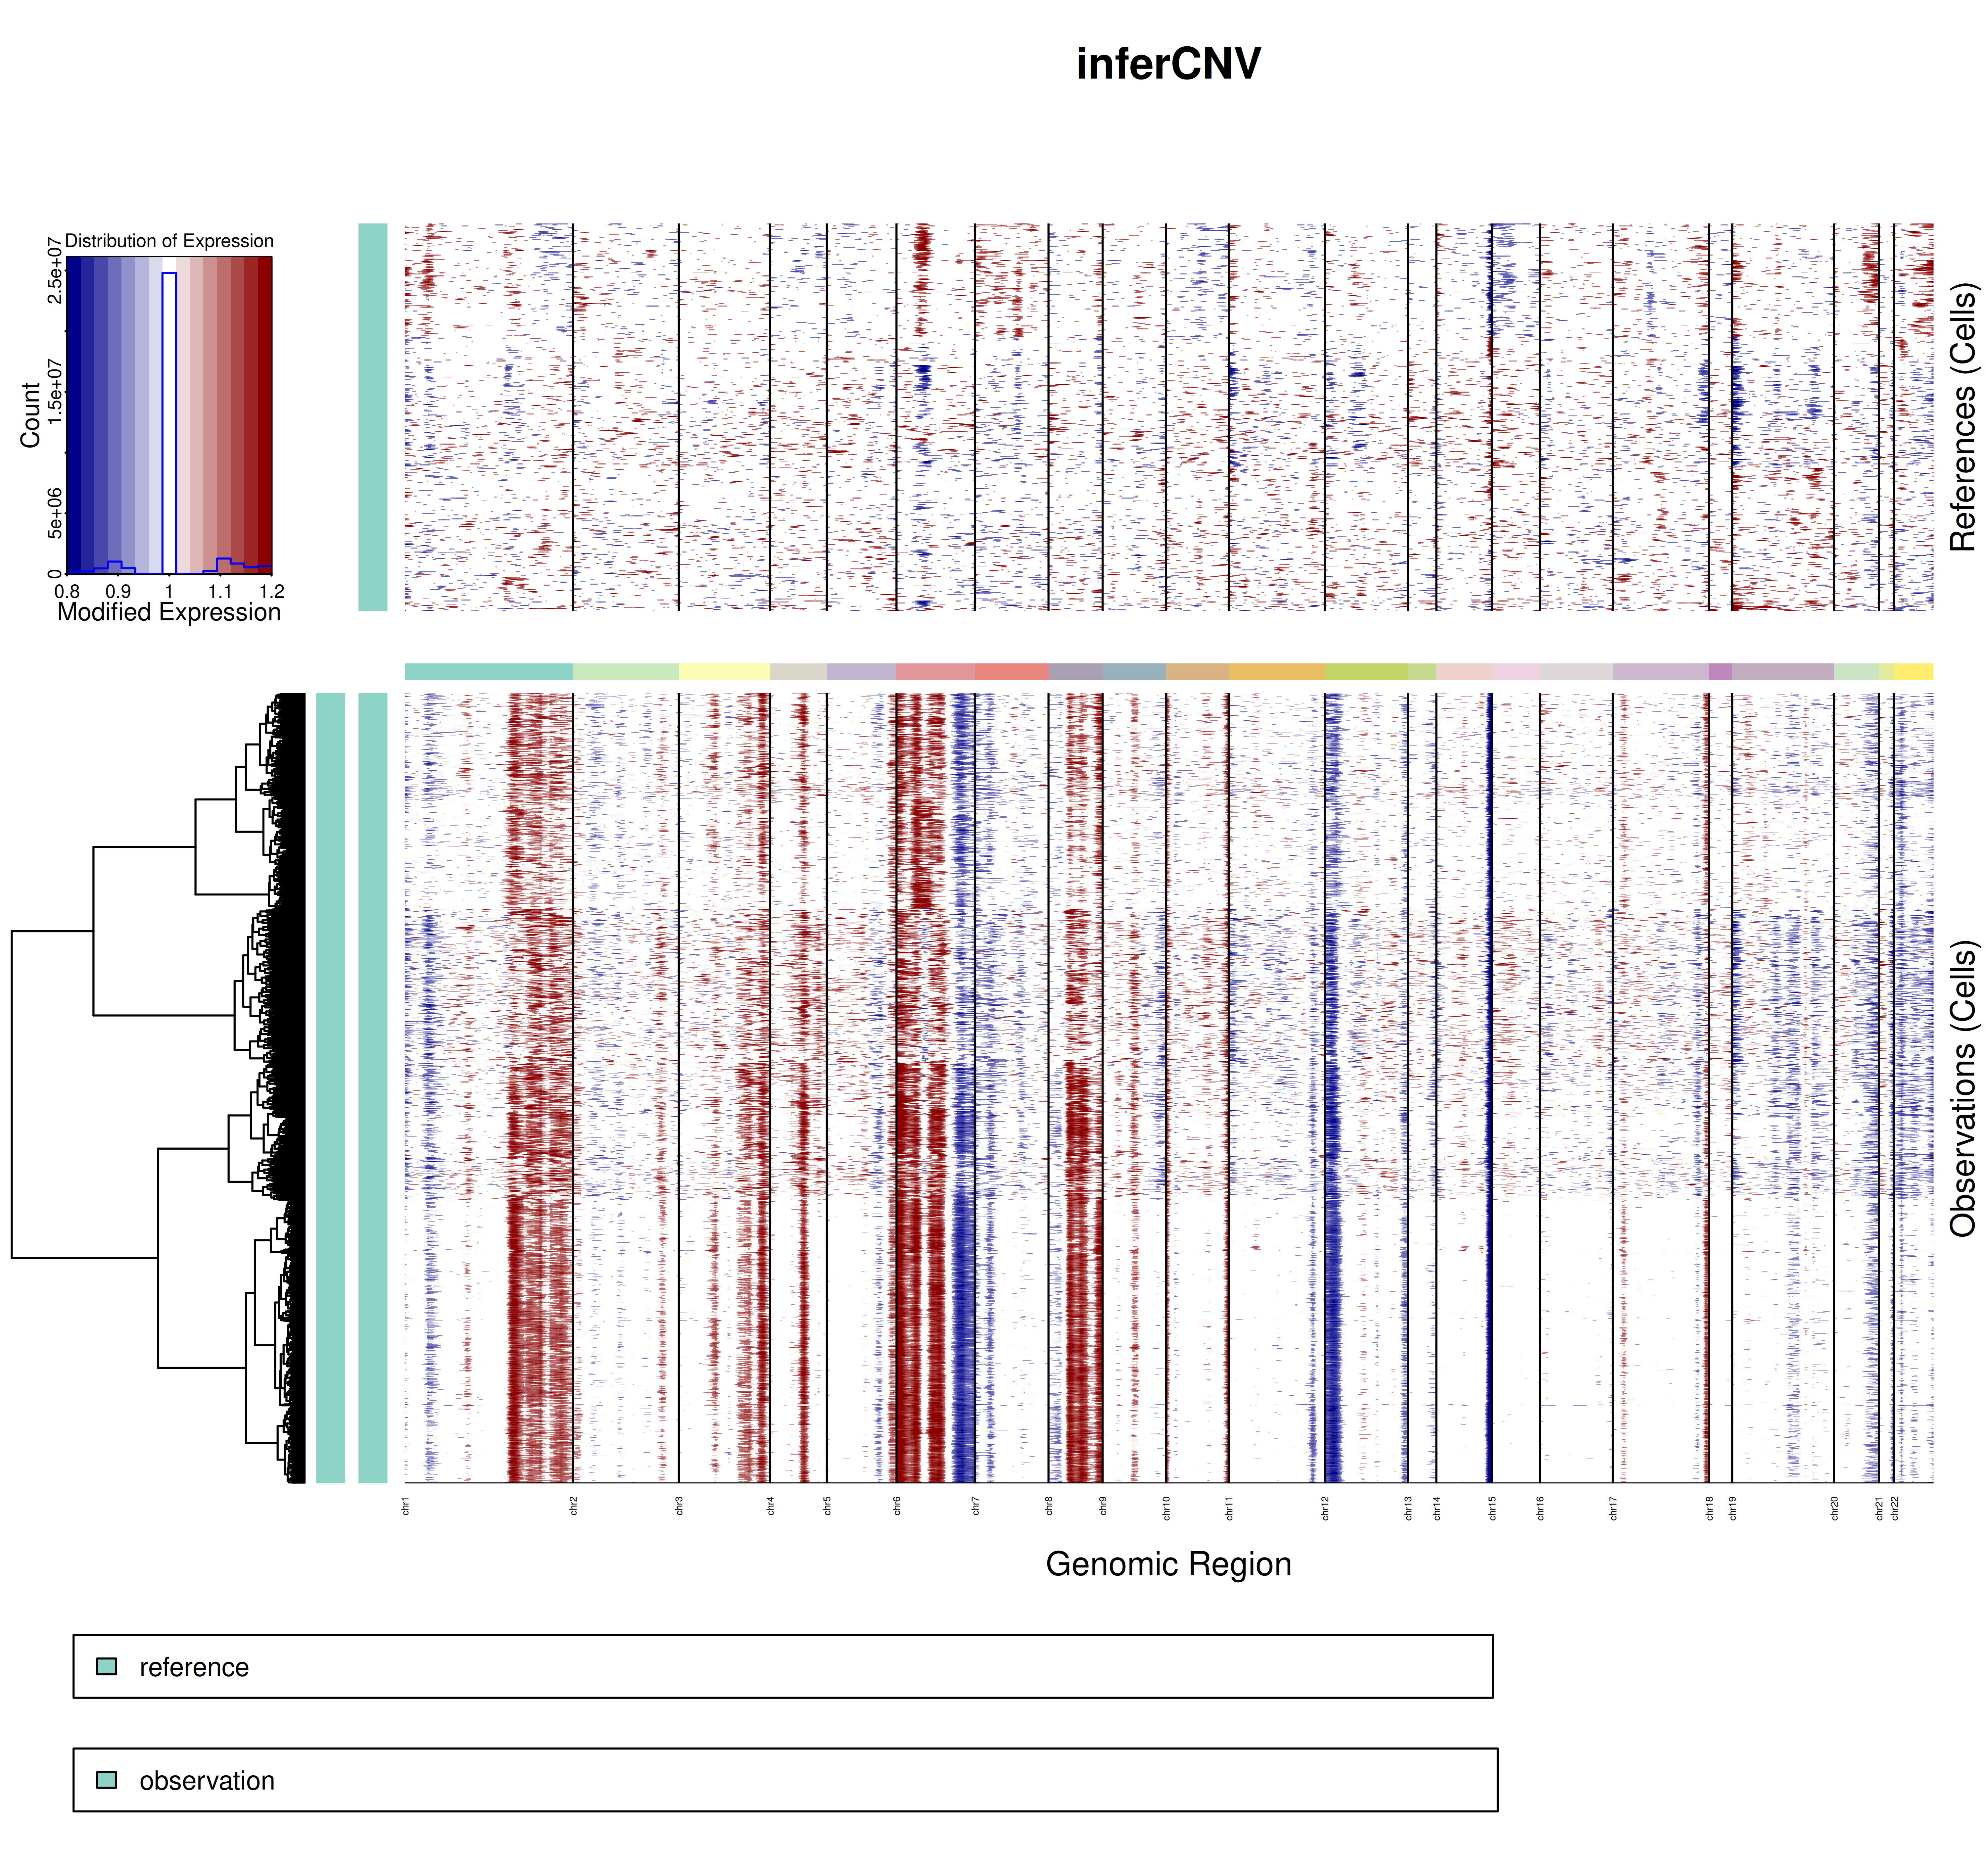 inferCNV
Distribution of Expression
Count
0 5e+06 1.5e+07 2.5e+07
0.8 0.9 1 1.1 1.2
Modified Expression
References (Cells)
Observations (Cells)
chr1 chr2 chr3 chr4 chr5 chr6 chr7 chr8 chr9 chr10 chr11 chr12 chr13 chr14 chr15 chr16 chr17 chr18 chr19 chr20 chr21 chr22
Genomic Region
reference
observation